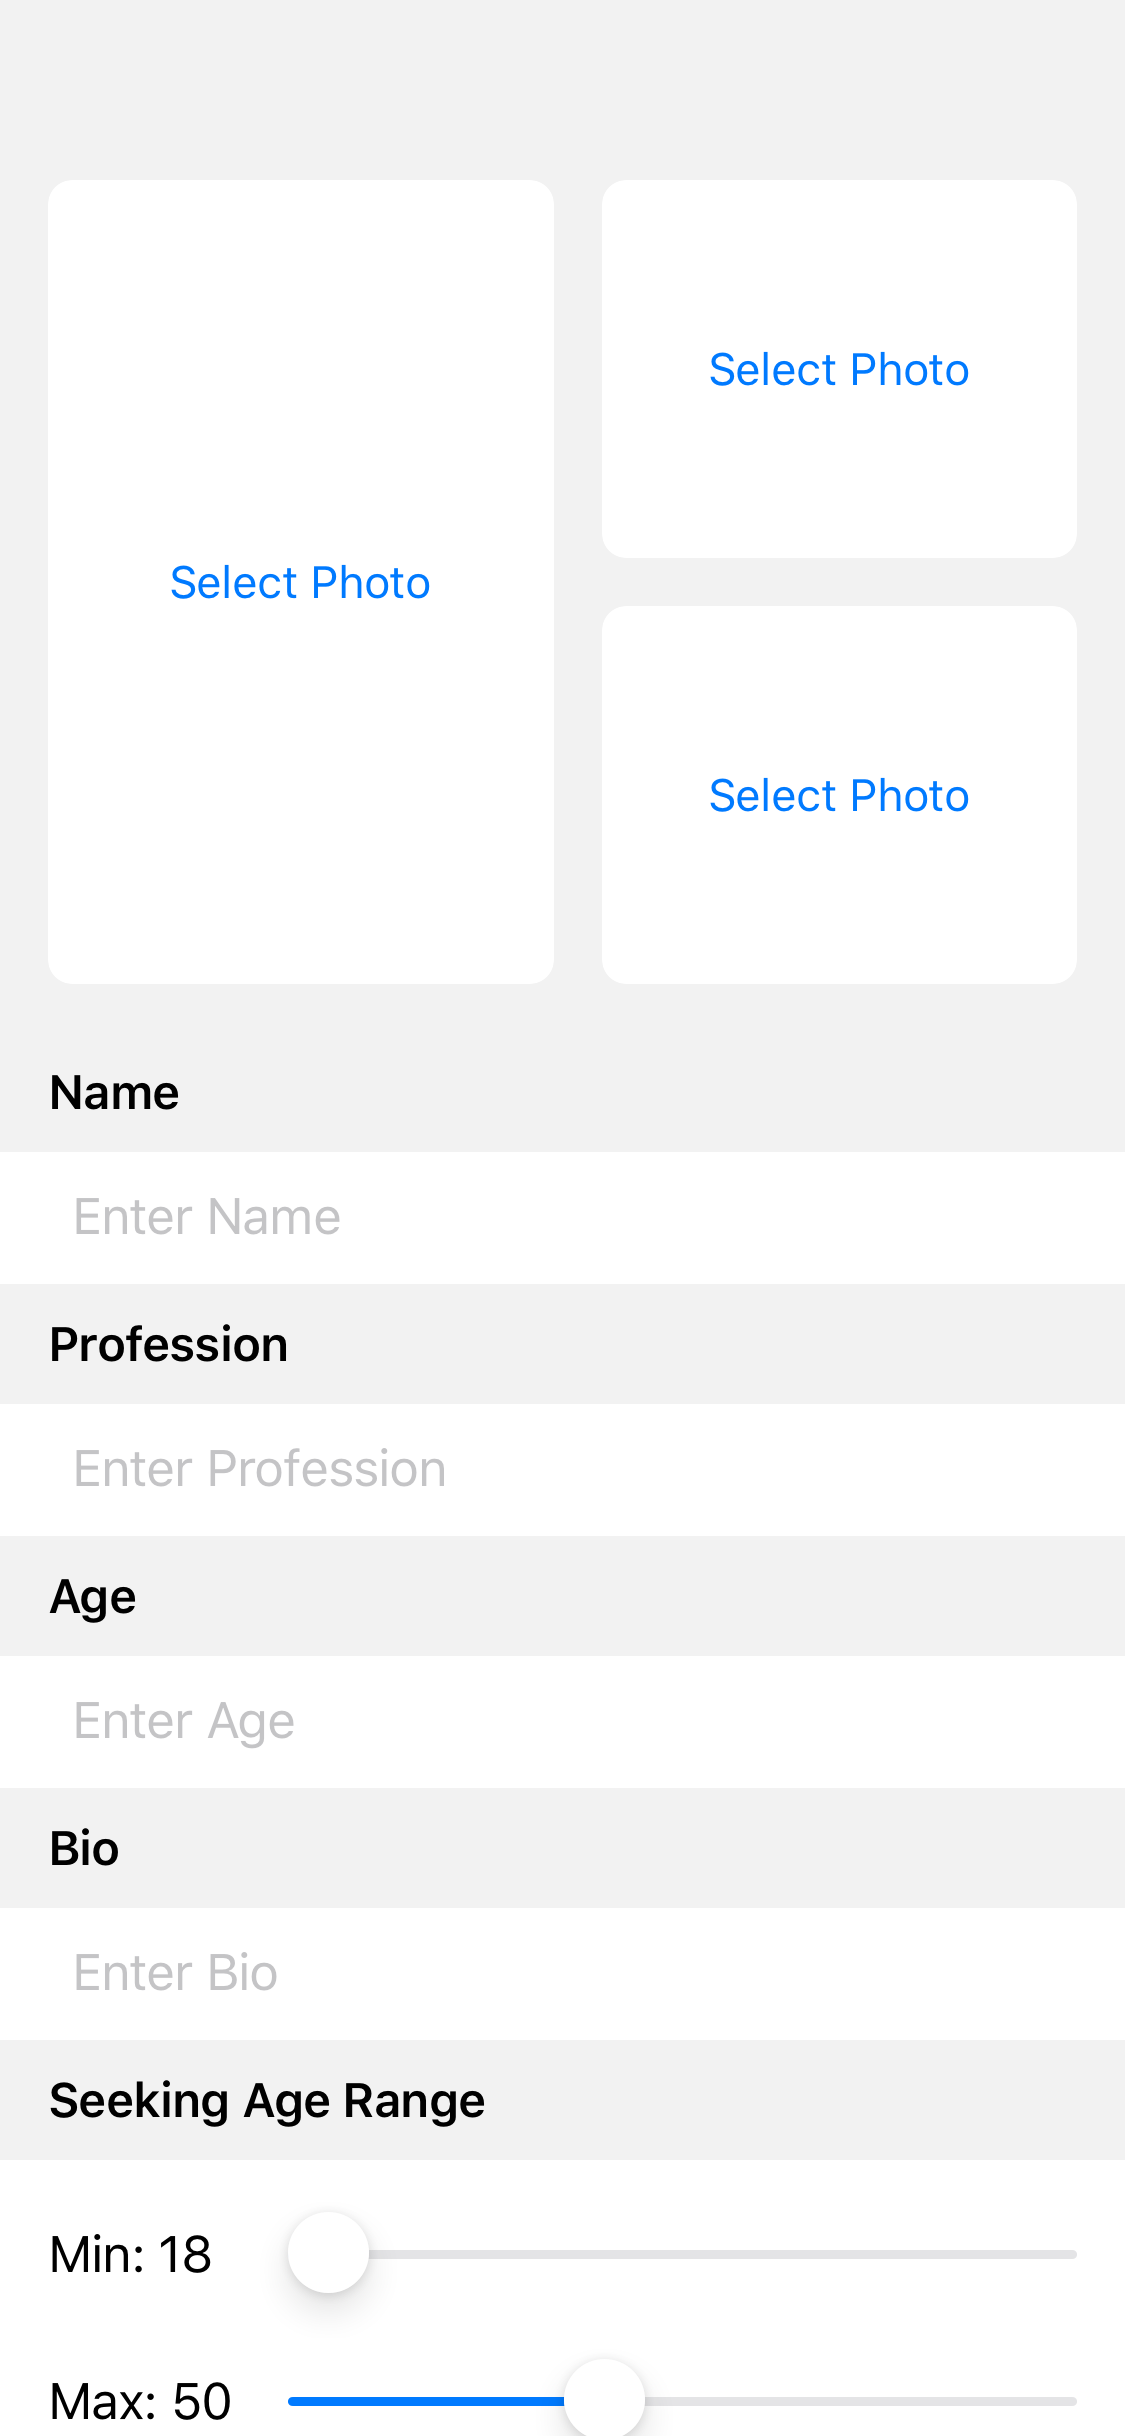 Select Photo
Select Photo
Select Photo
Name
Enter Name
Profession
Enter Profession
Age
Enter Age
Bio
Enter Bio
Seeking Age Range
Min: 18
Max: 50